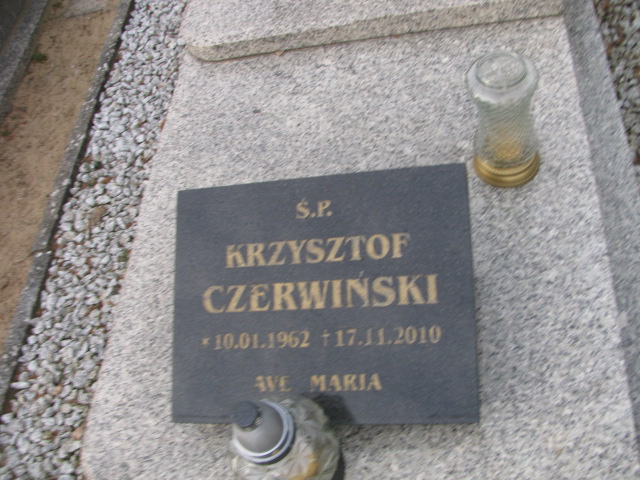 Ś.P.
KRZYSZTOF
CZERWIŃSKI
* 10.01.1962 † 17.11.2010
AVE MARIA